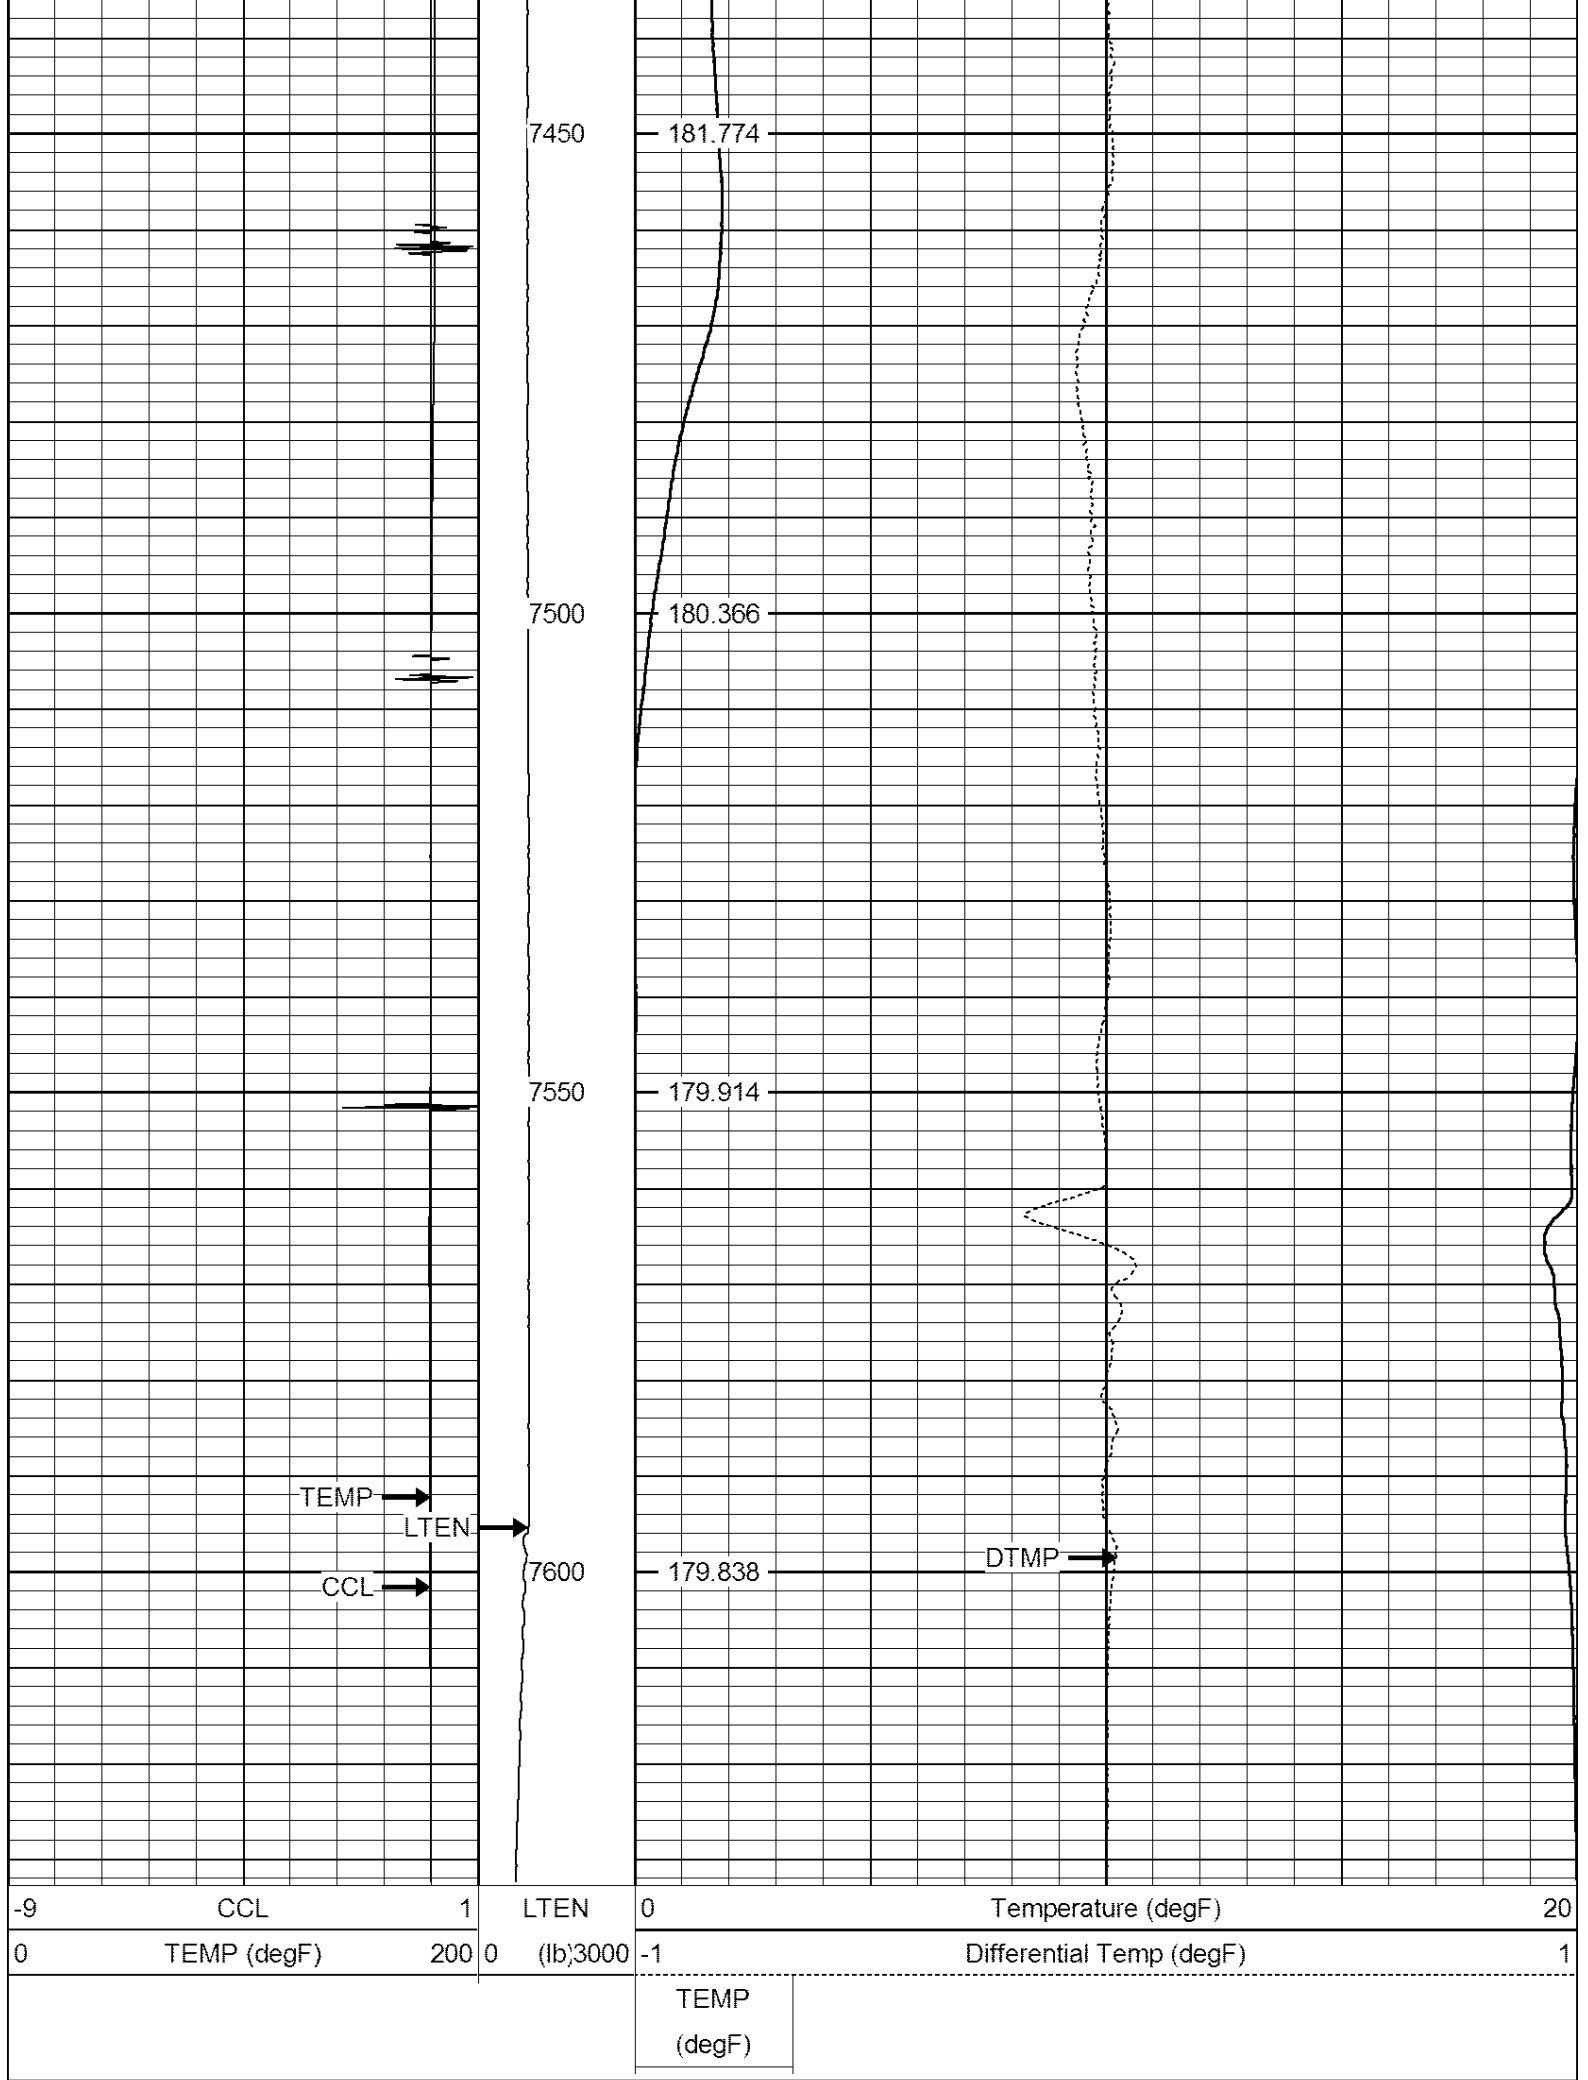 7450 181.774
7500 180.366
7550 179.914
TEMP
LTEN
DTMP
7600 179.838
CCL
-9 CCL 1 LTEN 0 Temperature (degF) 20
0 TEMP (degF) 200 0 (lb)3000 -1 Differential Temp (degF) 1
TEMP
(degF)